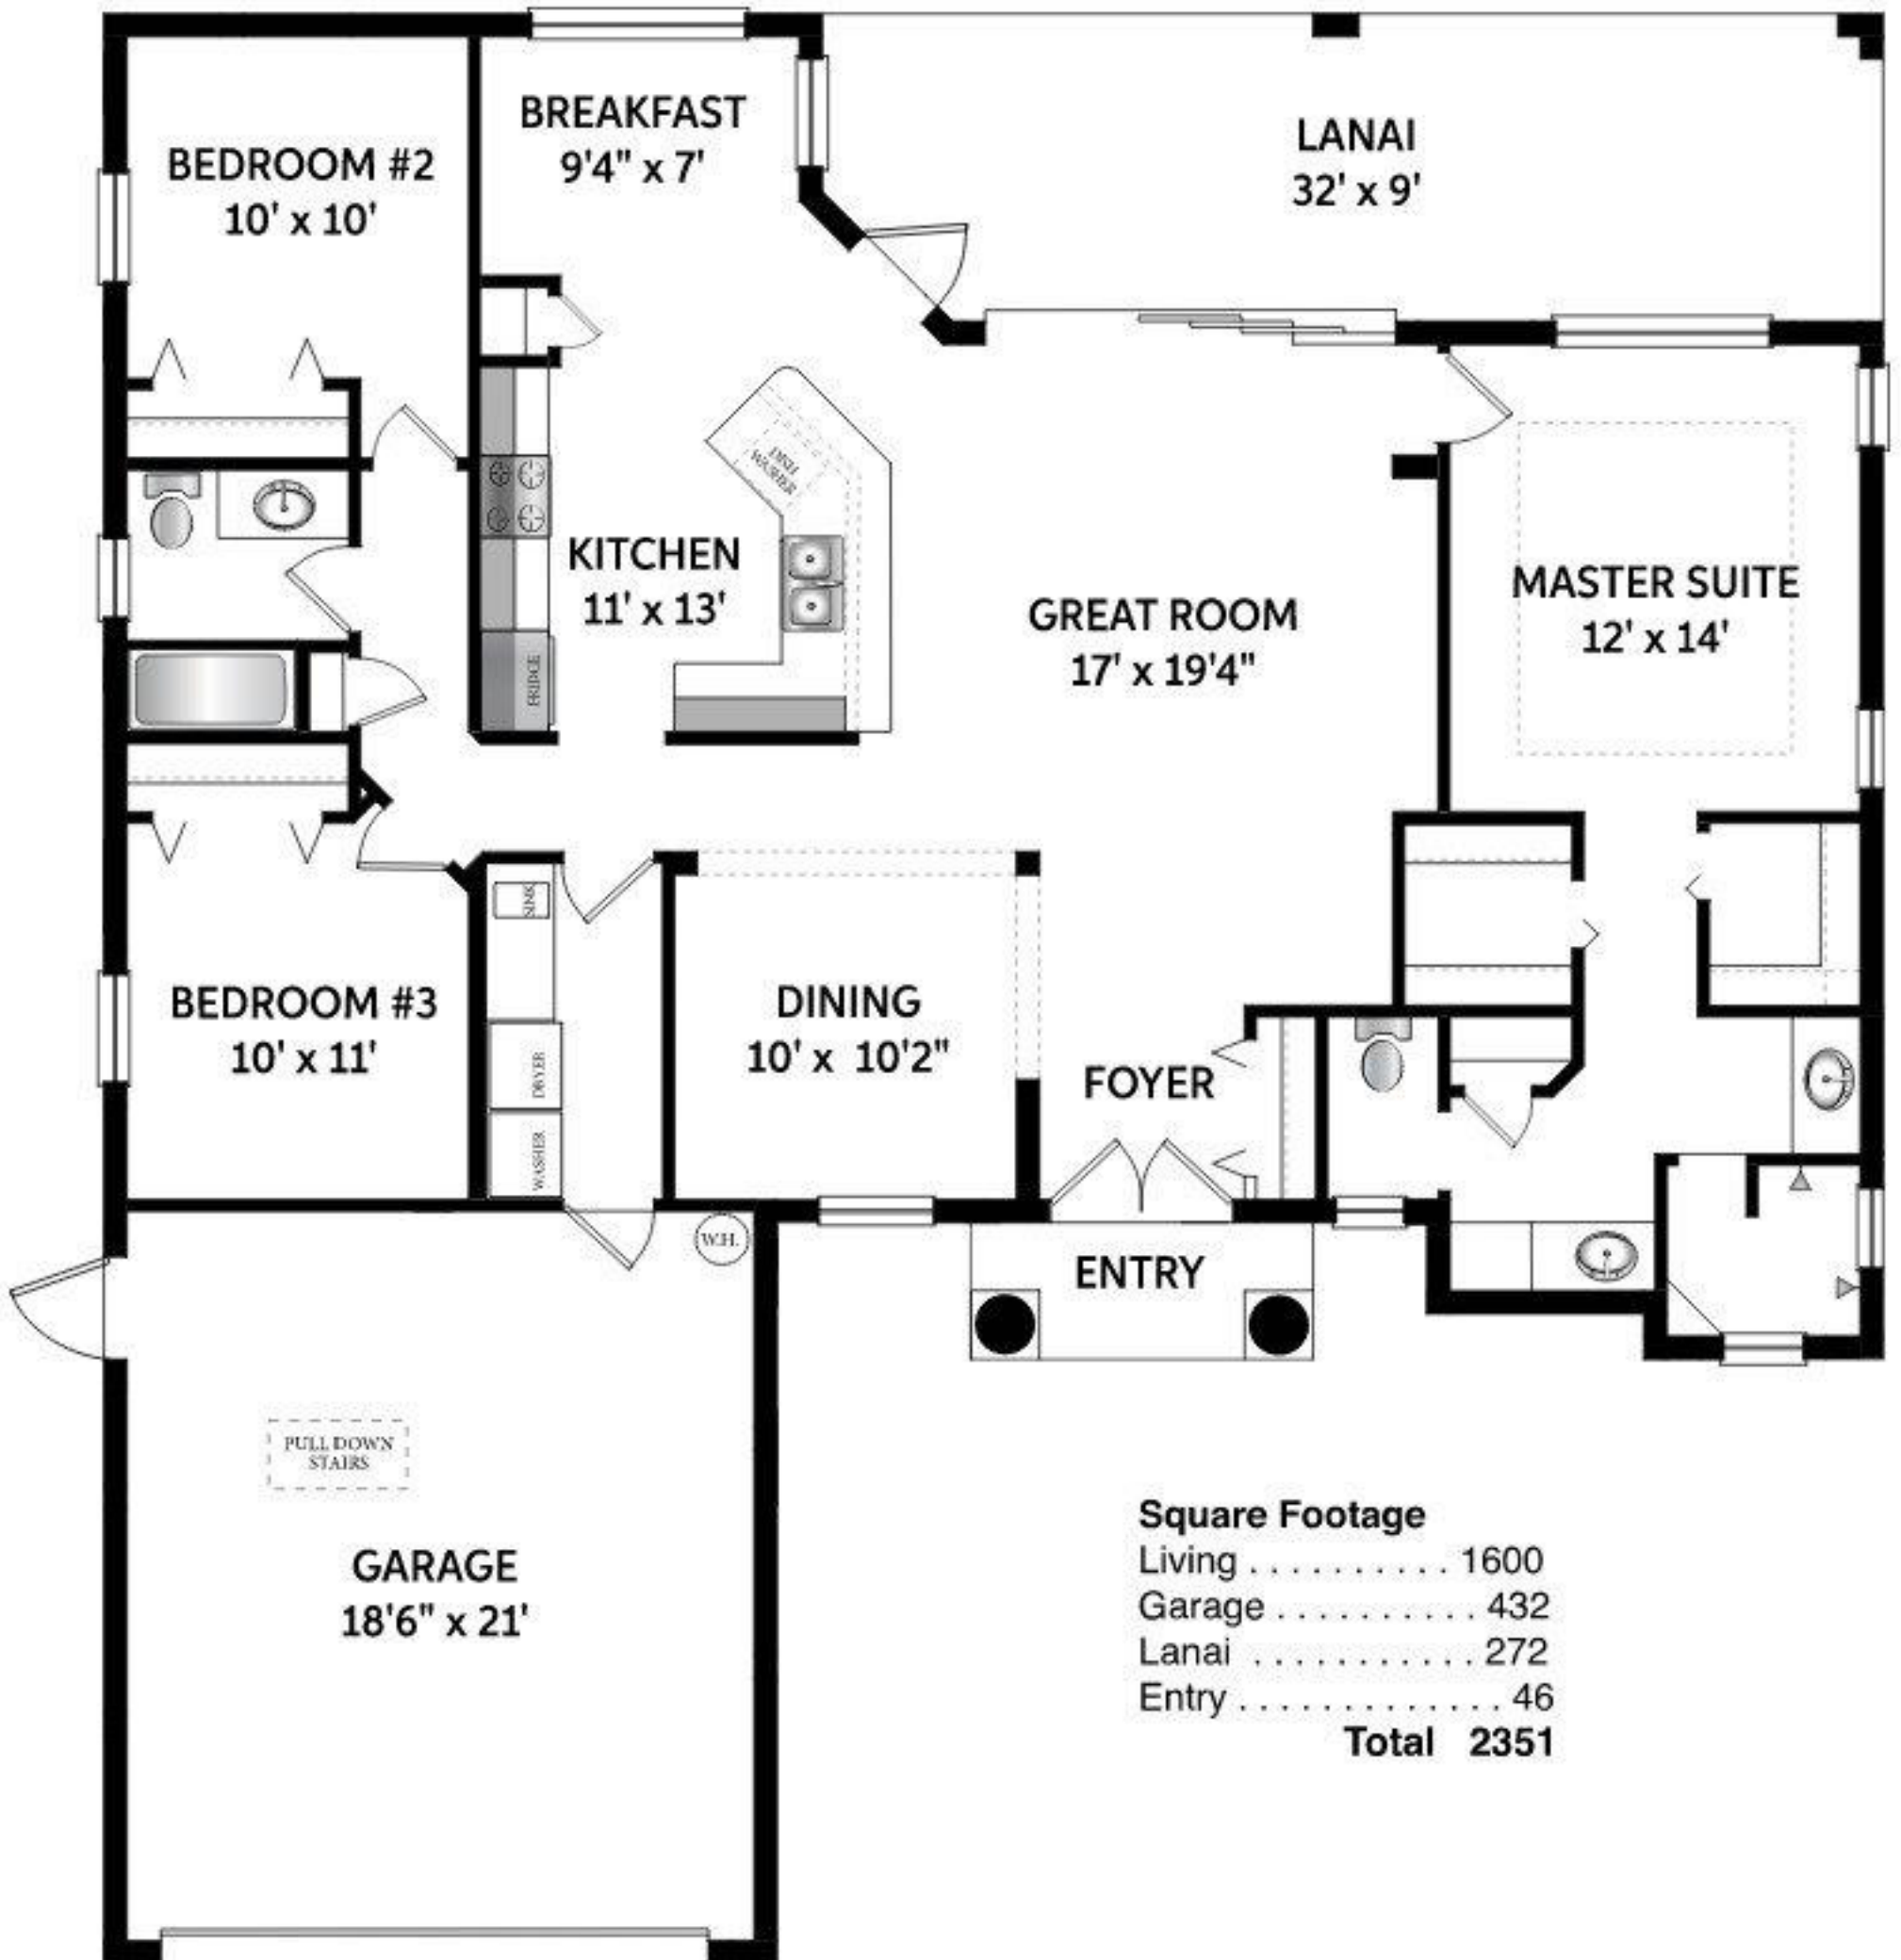 BREAKFAST
9'4" x 7'
LANAI
32' x 9'
BEDROOM #2
10' x 10'
DISH
WASHER
KITCHEN
11' x 13'
FRIDGE
GREAT ROOM
17' x 19'4"
MASTER SUITE
12' x 14'
SINK
DRYER
WASHER
BEDROOM #3
10' x 11'
DINING
10' x 10'2"
FOYER
W.H.
ENTRY
PULL DOWN
STAIRS
GARAGE
18'6" x 21'
Square Footage
Living . . . . . . . . . . 1600
Garage . . . . . . . . . . 432
Lanai . . . . . . . . . . . 272
Entry . . . . . . . . . . . . . 46
Total 2351